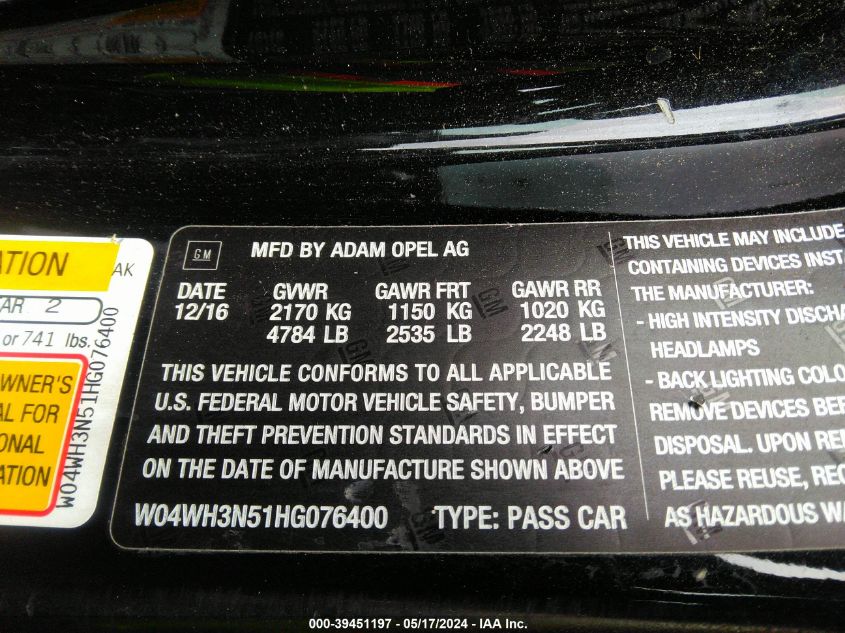 ATION
AK
AR 2
or 741 lbs.
OWNER'S
AL FOR
ONAL
ATION
W04WH3N51HG076400
GM
MFD BY ADAM OPEL AG
DATE GVWR GAWR FRT GAWR RR
12/16 2170 KG 1150 KG 1020 KG
4784 LB 2535 LB 2248 LB
THIS VEHICLE CONFORMS TO ALL APPLICABLE
U.S. FEDERAL MOTOR VEHICLE SAFETY, BUMPER
AND THEFT PREVENTION STANDARDS IN EFFECT
ON THE DATE OF MANUFACTURE SHOWN ABOVE
W04WH3N51HG076400 TYPE: PASS CAR
THIS VEHICLE MAY INCLUDE
CONTAINING DEVICES INST
THE MANUFACTURER:
- HIGH INTENSITY DISCHA
HEADLAMPS
- BACK LIGHTING COLO
REMOVE DEVICES BEF
DISPOSAL. UPON RE
PLEASE REUSE, REC
AS HAZARDOUS WA
000-39451197 - 05/17/2024 - IAA Inc.